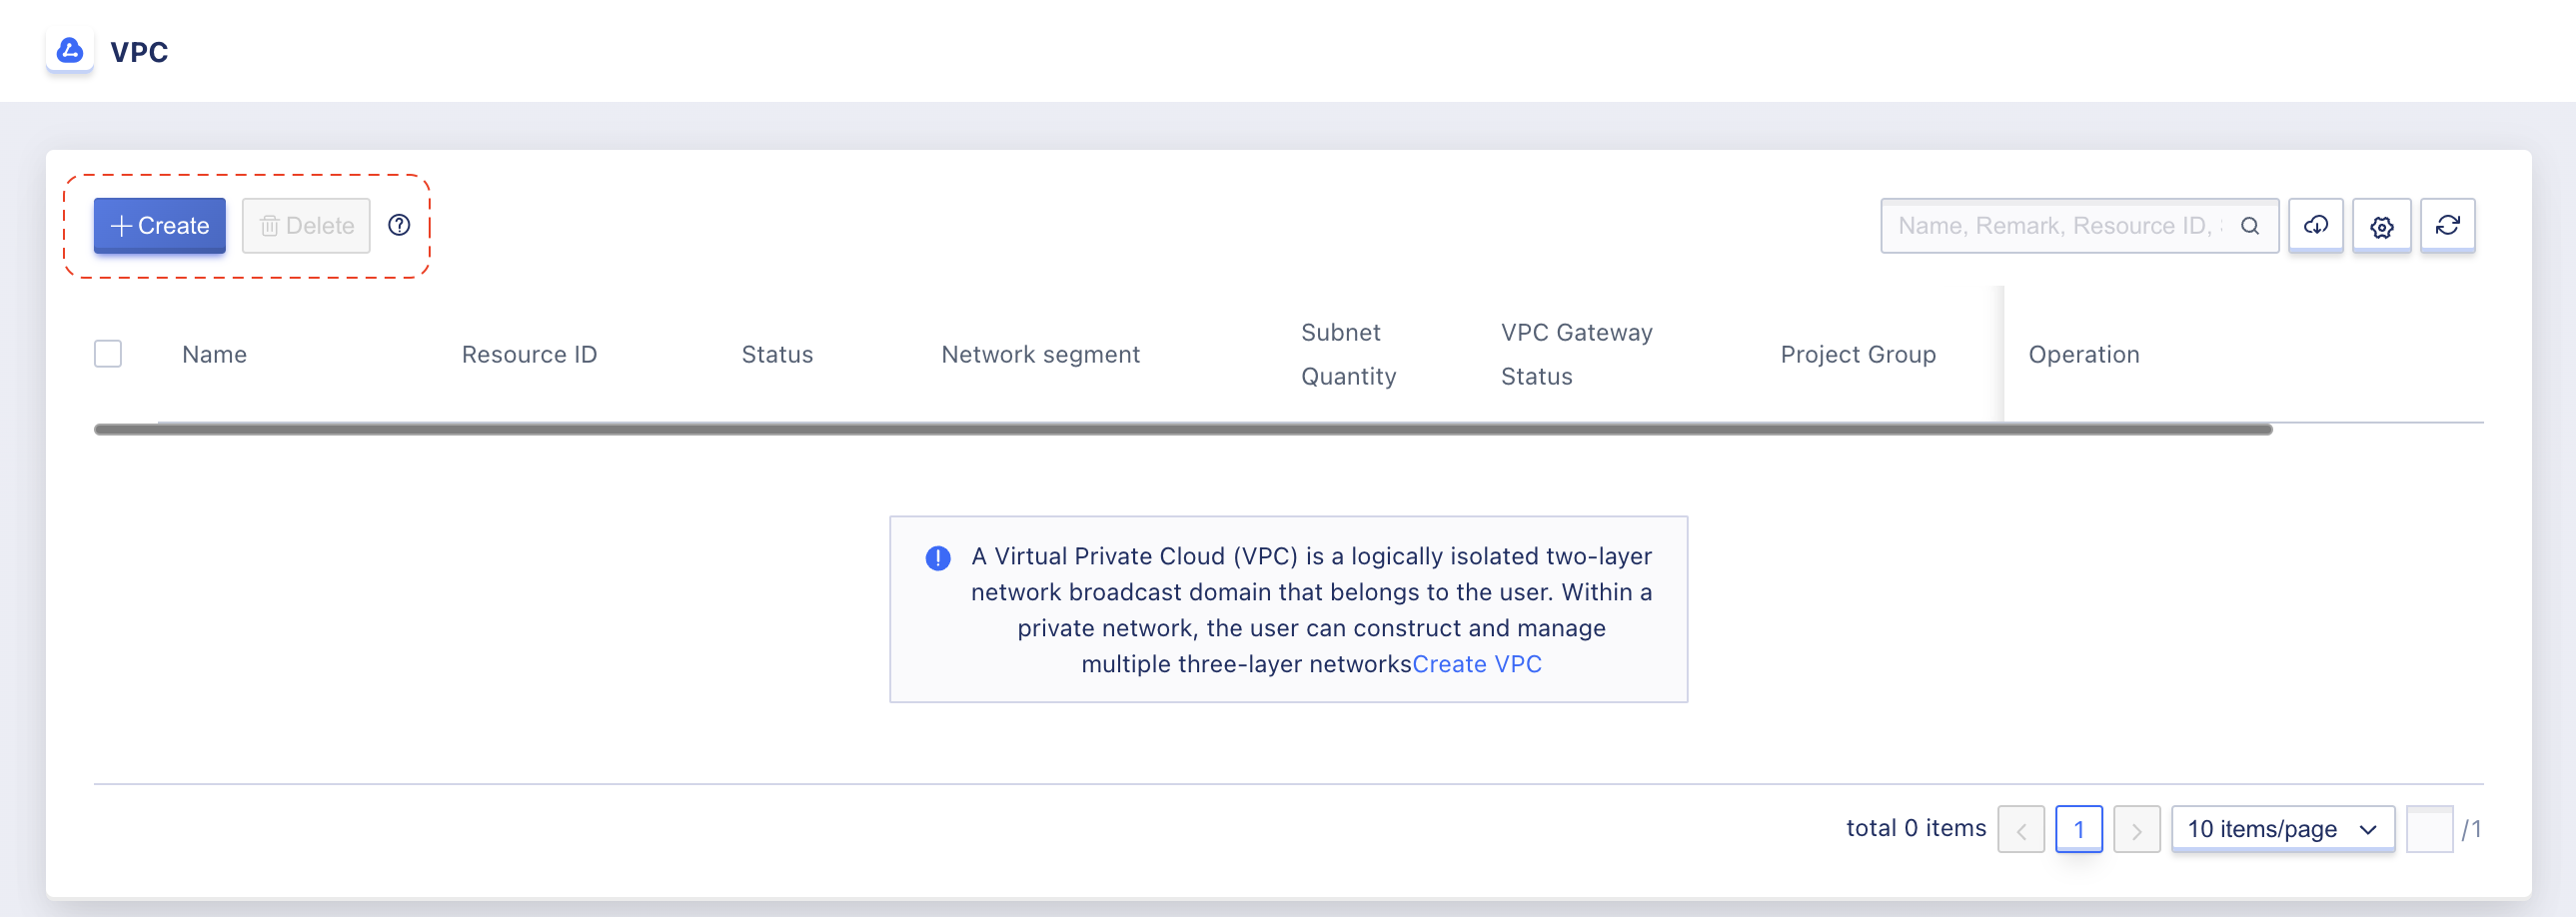 VPC
Create
Delete
Name, Remark, Resource ID,
Name
Resource ID
Status
Network segment
Subnet
Quantity
VPC Gateway
Status
Project Group
Operation
A Virtual Private Cloud (VPC) is a logically isolated two-layer
network broadcast domain that belongs to the user. Within a
private network, the user can construct and manage
multiple three-layer networksCreate VPC
total 0 items
1
10 items/page
/1